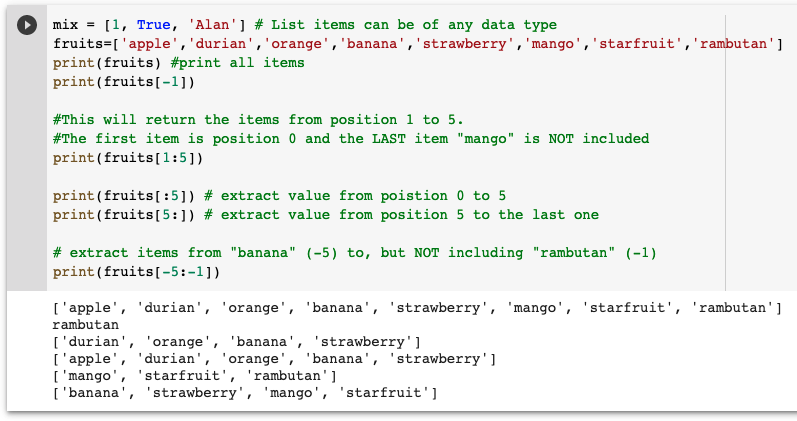 mix = [1, True, 'Alan'] # List items can be of any data type
fruits=['apple','durian','orange','banana','strawberry','mango','starfruit','rambutan']
print(fruits) #print all items
print(fruits[-1])
#This will return the items from position 1 to 5.
#The first item is position 0 and the LAST item "mango" is NOT included
print(fruits[1:5])
print(fruits[:5]) # extract value from poistion 0 to 5
print(fruits[5:]) # extract value from position 5 to the last one
# extract items from "banana" (-5) to, but NOT including "rambutan" (-1)
print(fruits[-5:-1])
['apple', 'durian', 'orange', 'banana', 'strawberry', 'mango', 'starfruit', 'rambutan']
rambutan
['durian', 'orange', 'banana', 'strawberry']
['apple', 'durian', 'orange', 'banana', 'strawberry']
['mango', 'starfruit', 'rambutan']
['banana', 'strawberry', 'mango', 'starfruit']